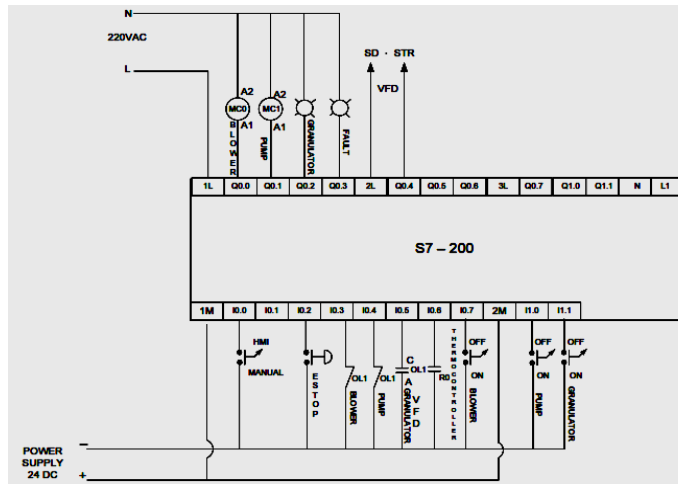 N
220VAC
L
SD · STR
VFD
A2
A2
MC0
MC1
A1
A1
BLOWER
PUMP
GRANULATOR
FAULT
1L Q0.0 Q0.1 Q0.2 Q0.3 2L Q0.4 Q0.5 Q0.6 3L Q0.7 Q1.0 Q1.1 N L1
S7 – 200
1M I0.0 I0.1 I0.2 I0.3 I0.4 I0.5 I0.6 I0.7 2M I1.0 I1.1
HMI
MANUAL
ESTOP
OL1
BLOWER
OL1
PUMP
C
A
OL1
GRANULATOR
VFD
R0
THERMOCONTROLLER
OFF
ON
BLOWER
OFF
ON
PUMP
OFF
ON
GRANULATOR
POWER
SUPPLY
24 DC
–
+